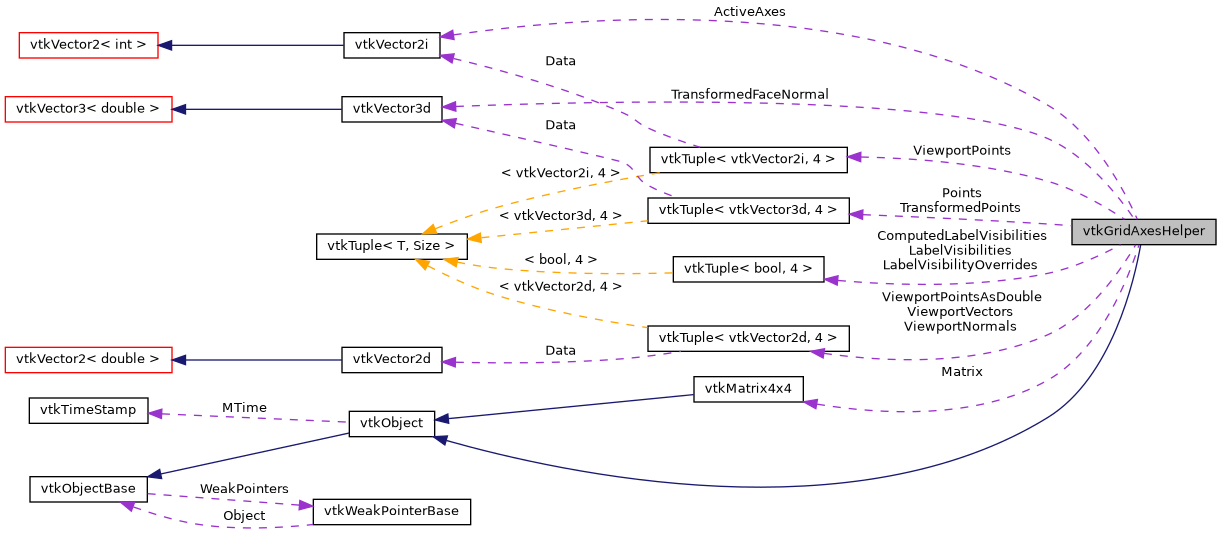 ActiveAxes
vtkVector2< int >
vtkVector2i
Data
TransformedFaceNormal
vtkVector3< double >
vtkVector3d
Data
ViewportPoints
vtkTuple< vtkVector2i, 4 >
< vtkVector2i, 4 >
Points
TransformedPoints
vtkTuple< vtkVector3d, 4 >
< vtkVector3d, 4 >
vtkGridAxesHelper
ComputedLabelVisibilities
LabelVisibilities
LabelVisibilityOverrides
vtkTuple< T, Size >
< bool, 4 >
vtkTuple< bool, 4 >
< vtkVector2d, 4 >
ViewportPointsAsDouble
ViewportVectors
ViewportNormals
vtkTuple< vtkVector2d, 4 >
Data
vtkVector2< double >
vtkVector2d
Matrix
vtkMatrix4x4
vtkTimeStamp
MTime
vtkObject
vtkObjectBase
WeakPointers
Object
vtkWeakPointerBase